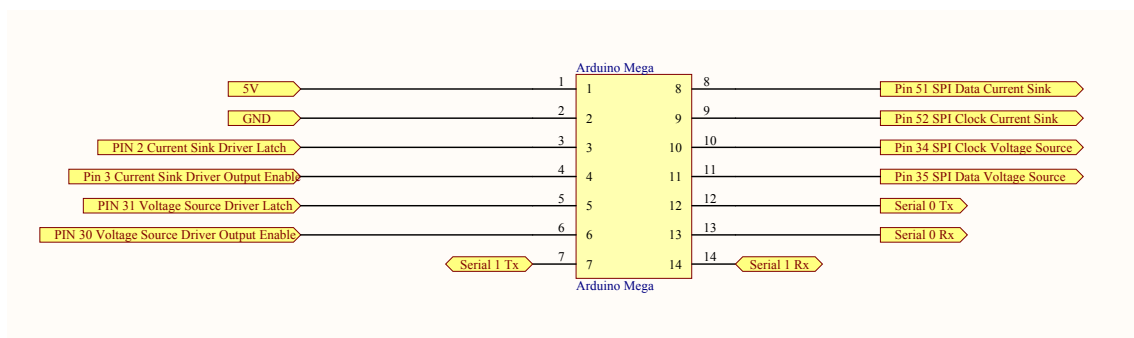 Arduino Mega
5V 1 1 8 8 Pin 51 SPI Data Current Sink
GND 2 2 9 9 Pin 52 SPI Clock Current Sink
PIN 2 Current Sink Driver Latch 3 3 10 10 Pin 34 SPI Clock Voltage Source
Pin 3 Current Sink Driver Output Enable 4 4 11 11 Pin 35 SPI Data Voltage Source
PIN 31 Voltage Source Driver Latch 5 5 12 12 Serial 0 Tx
PIN 30 Voltage Source Driver Output Enable 6 6 13 13 Serial 0 Rx
Serial 1 Tx 7 7 14 14 Serial 1 Rx
Arduino Mega